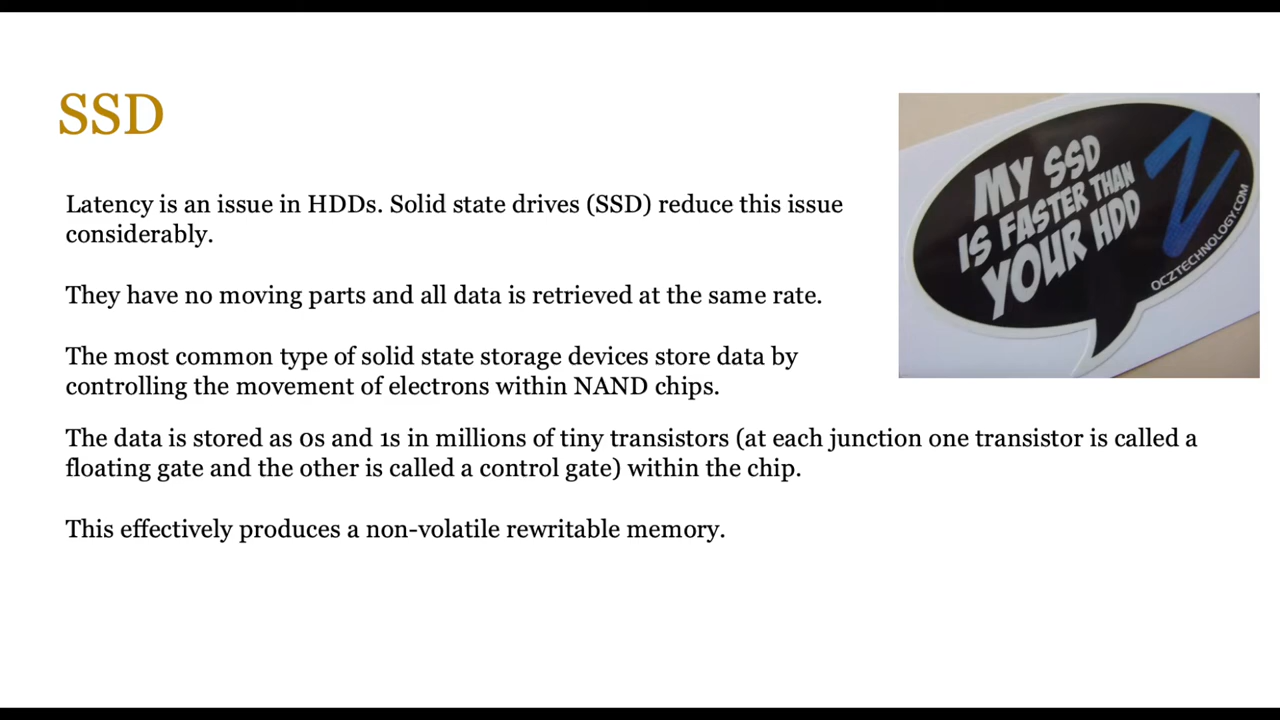 SSD
Latency is an issue in HDDs. Solid state drives (SSD) reduce this issue
considerably.
They have no moving parts and all data is retrieved at the same rate.
The most common type of solid state storage devices store data by
controlling the movement of electrons within NAND chips.
The data is stored as 0s and 1s in millions of tiny transistors (at each junction one transistor is called a
floating gate and the other is called a control gate) within the chip.
This effectively produces a non-volatile rewritable memory.
MY SSD
IS FASTER THAN
YOUR HDD
Z
OCZTECHNOLOGY.COM